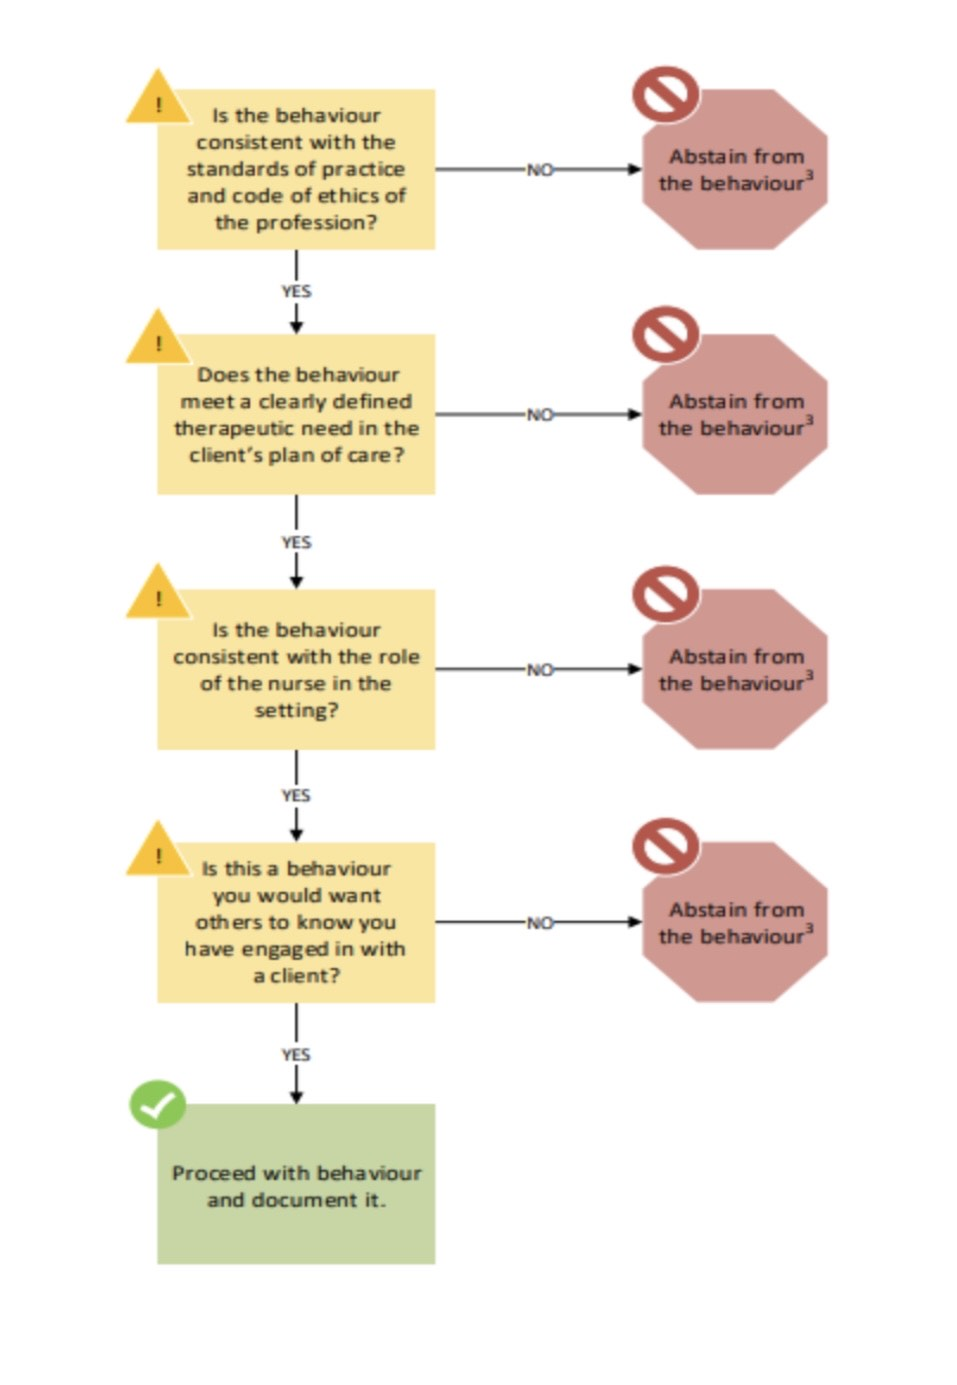 !
Is the behaviour
consistent with the
standards of practice
and code of ethics of
the profession?
NO
Abstain from
the behaviour³
YES
!
Does the behaviour
meet a clearly defined
therapeutic need in the
client's plan of care?
NO
Abstain from
the behaviour³
YES
!
Is the behaviour
consistent with the role
of the nurse in the
setting?
NO
Abstain from
the behaviour³
YES
!
Is this a behaviour
you would want
others to know you
have engaged in with
a client?
NO
Abstain from
the behaviour³
YES
Proceed with behaviour
and document it.